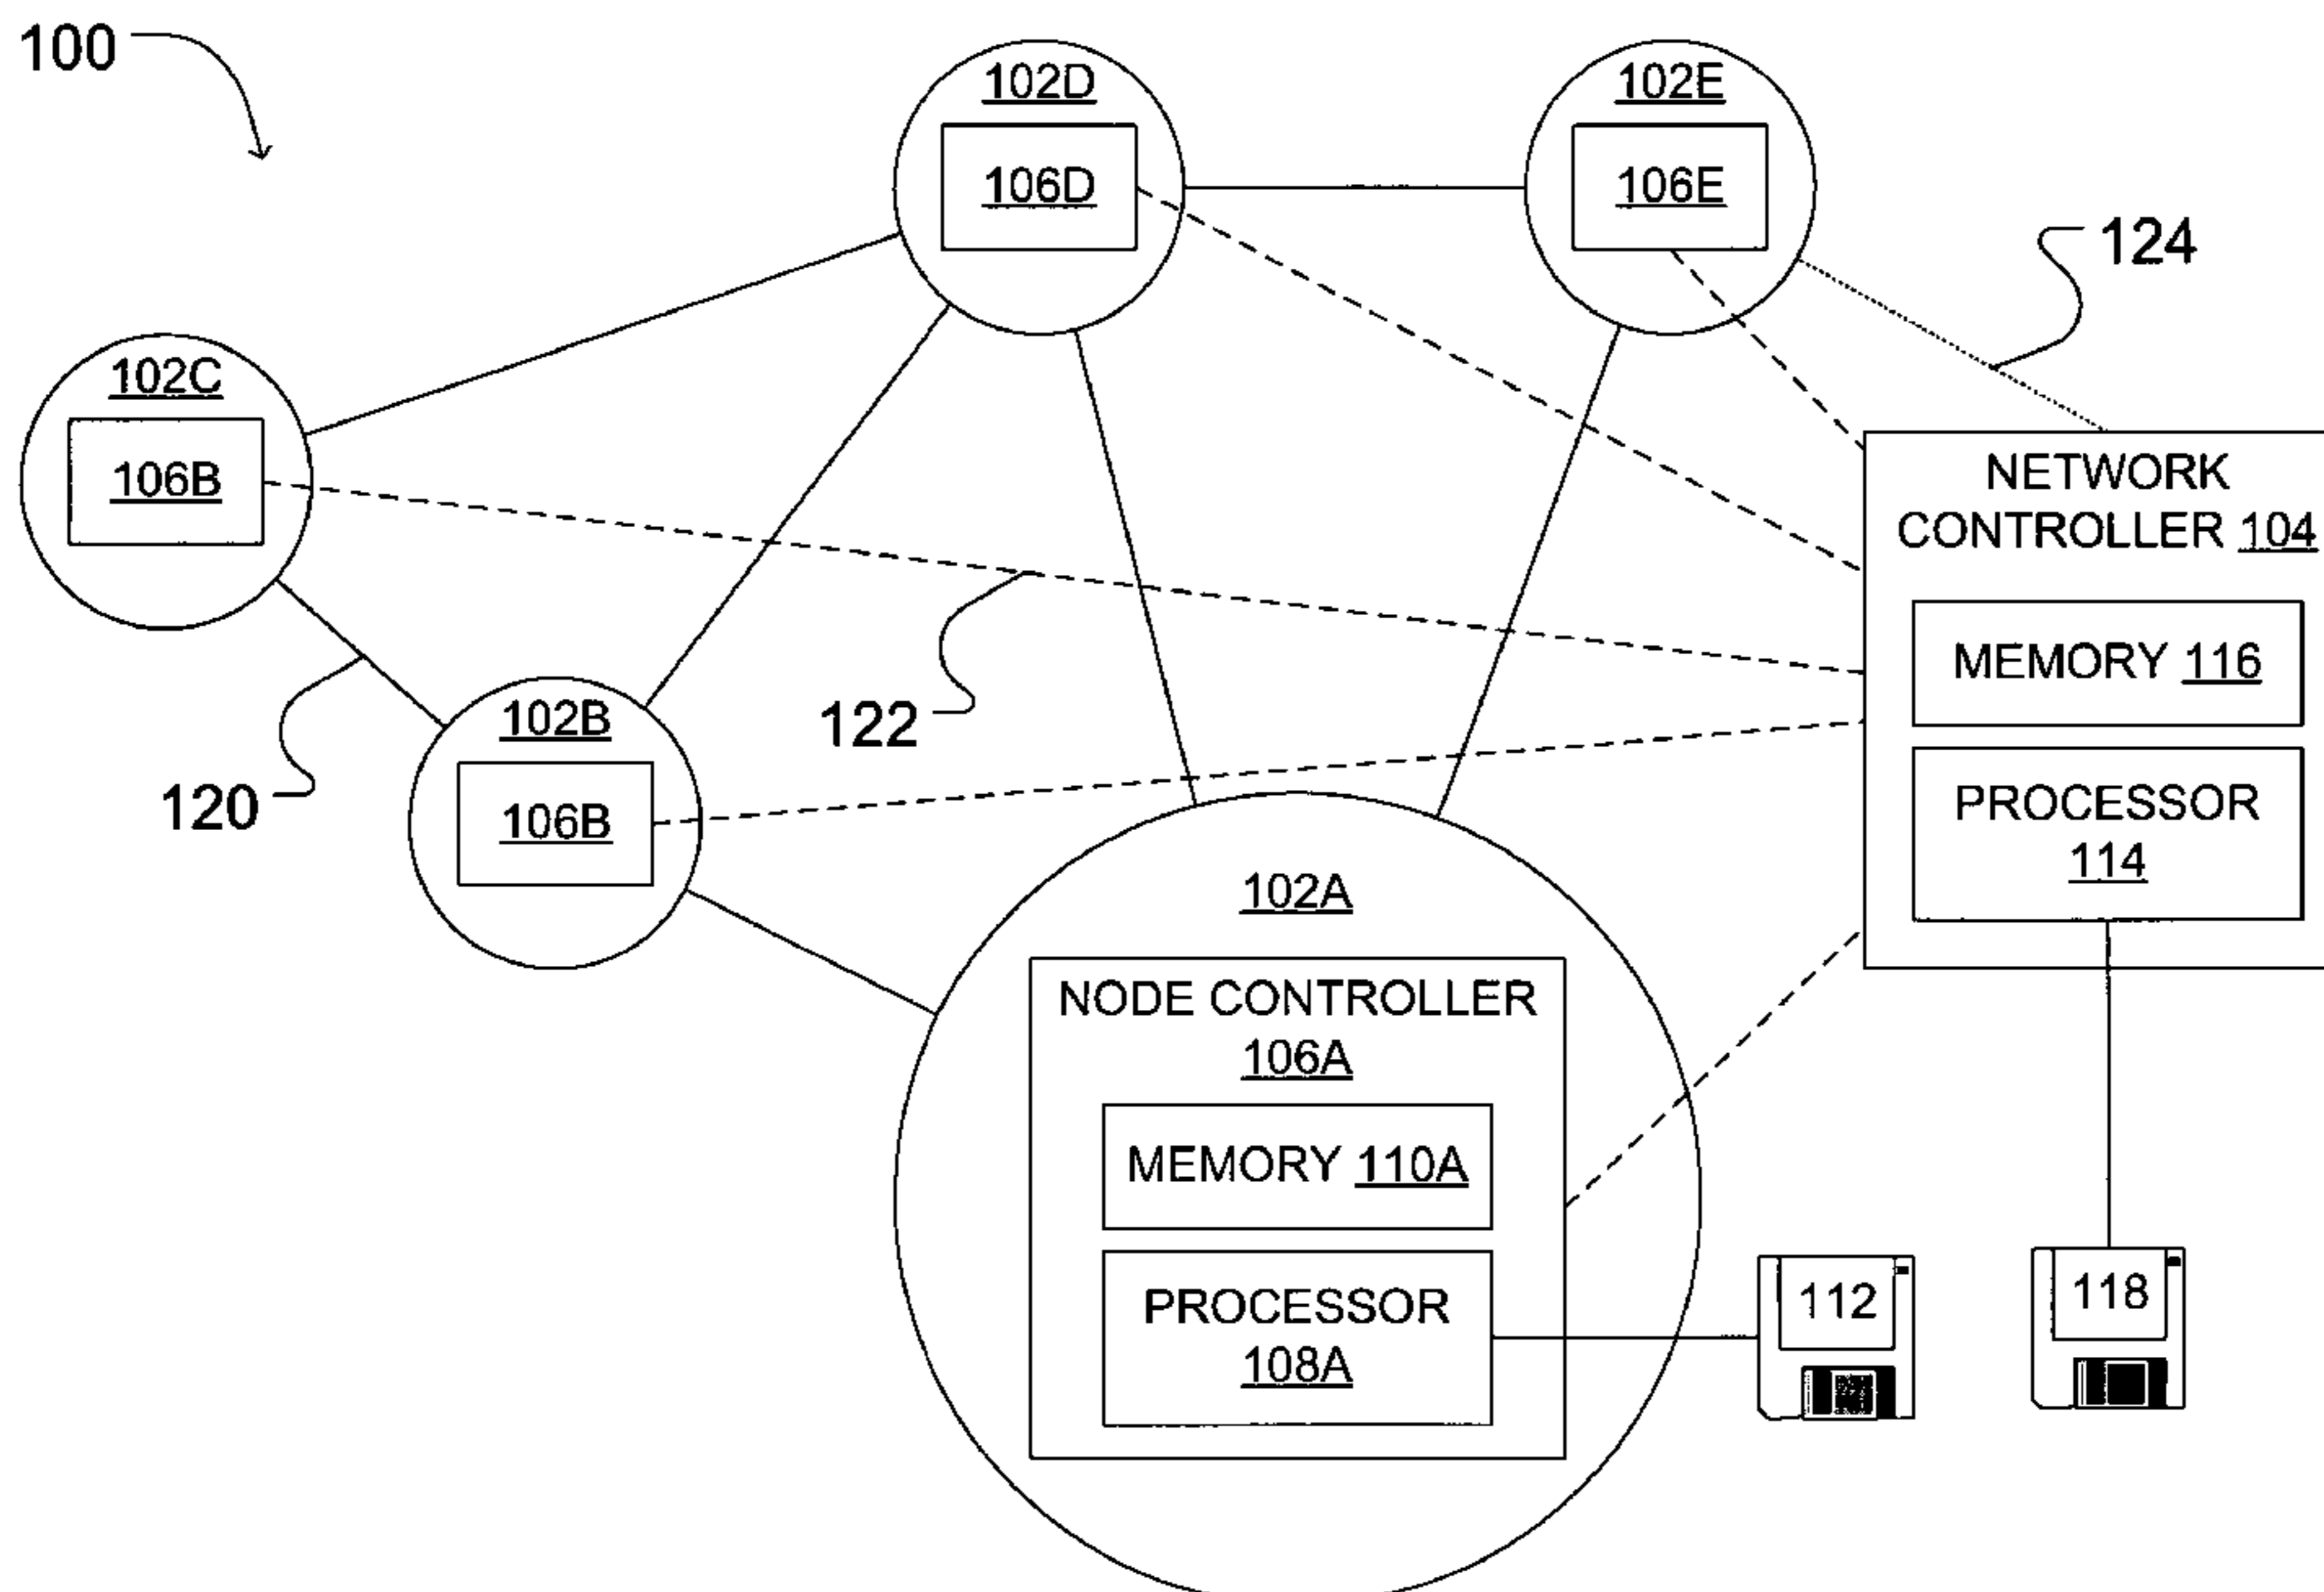 100
102D
106D
102E
106E
124
102C
106B
NETWORK
CONTROLLER 104
MEMORY 116
PROCESSOR
114
122
120
102B
106B
102A
NODE CONTROLLER
106A
MEMORY 110A
PROCESSOR
108A
112
118